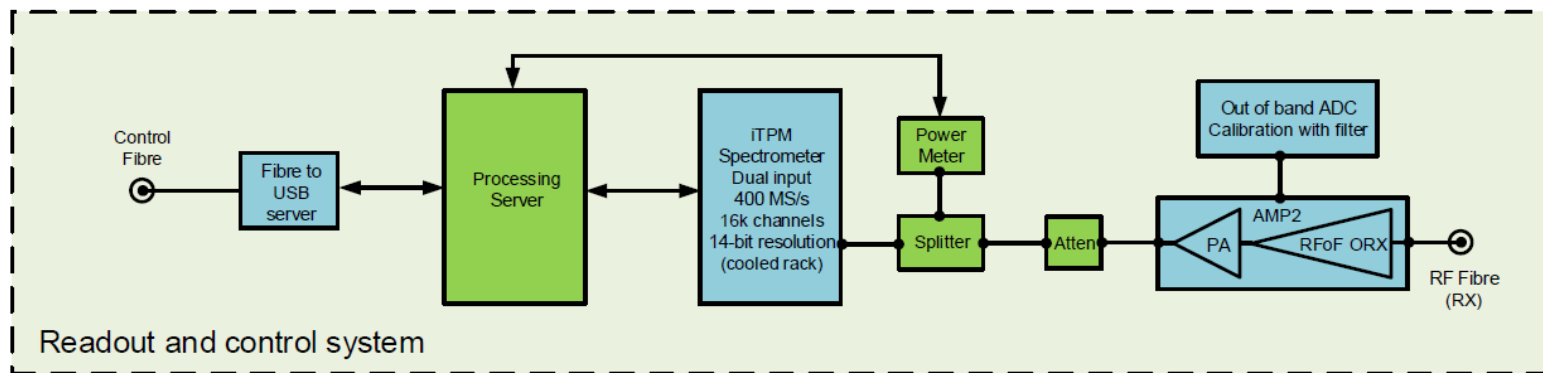 Control
Fibre
Fibre to
USB
server
Processing
Server
iTPM
Spectrometer
Dual input
400 MS/s
16k channels
14-bit resolution
(cooled rack)
Power
Meter
Splitter
Atten
Out of band ADC
Calibration with filter
AMP2
PA
RFoF ORX
RF Fibre
(RX)
Readout and control system